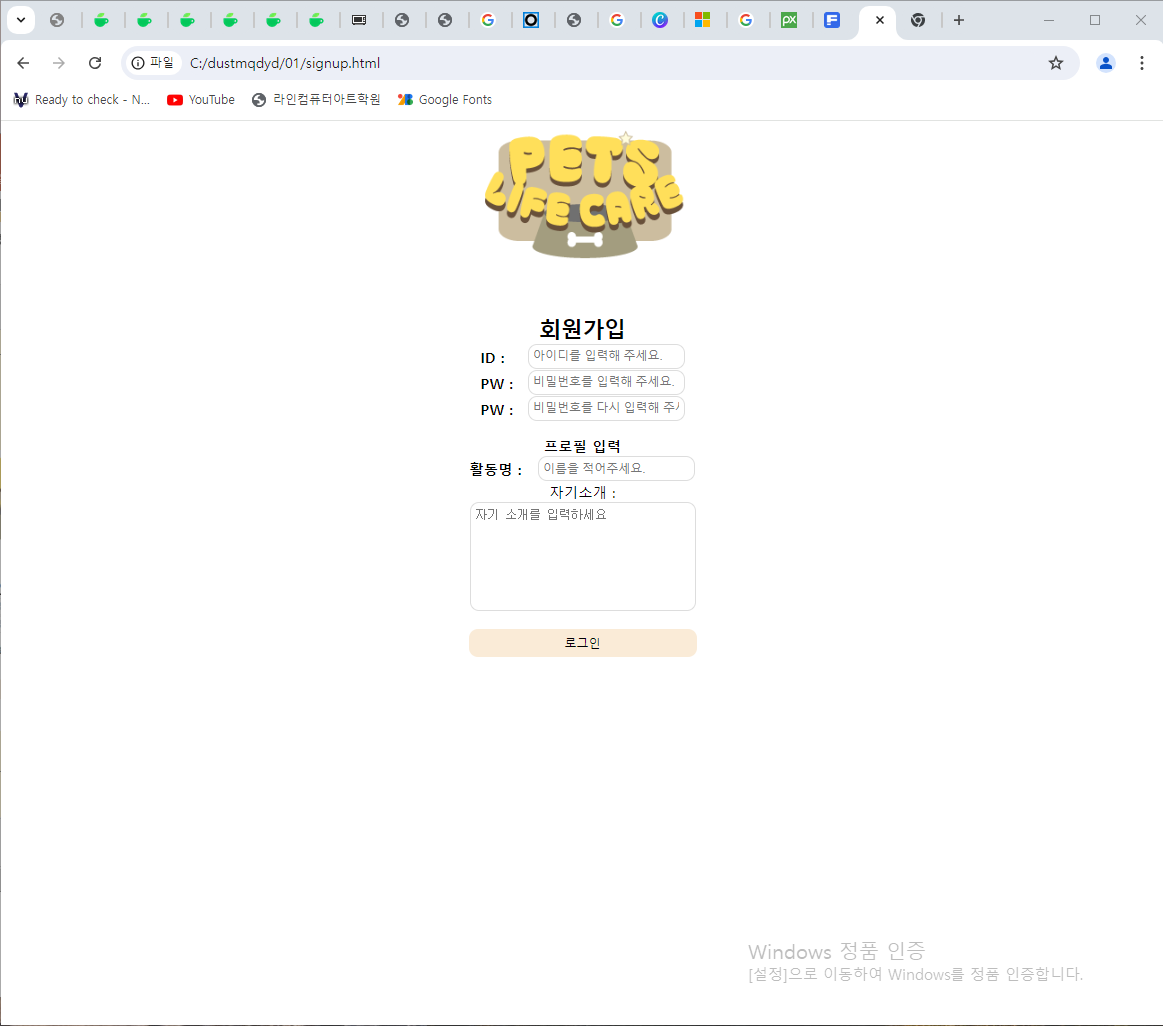 파일 C:/dustmqdyd/01/signup.html
Ready to check - N... YouTube 라인컴퓨터아트학원 Google Fonts
PETS
LIFE CARE
회원가입
ID : 아이디를 입력해 주세요.
PW : 비밀번호를 입력해 주세요.
PW : 비밀번호를 다시 입력해 주
프로필 입력
활동명 : 이름을 적어주세요.
자기소개 :
자기 소개를 입력하세요
로그인
Windows 정품 인증
[설정]으로 이동하여 Windows를 정품 인증합니다.